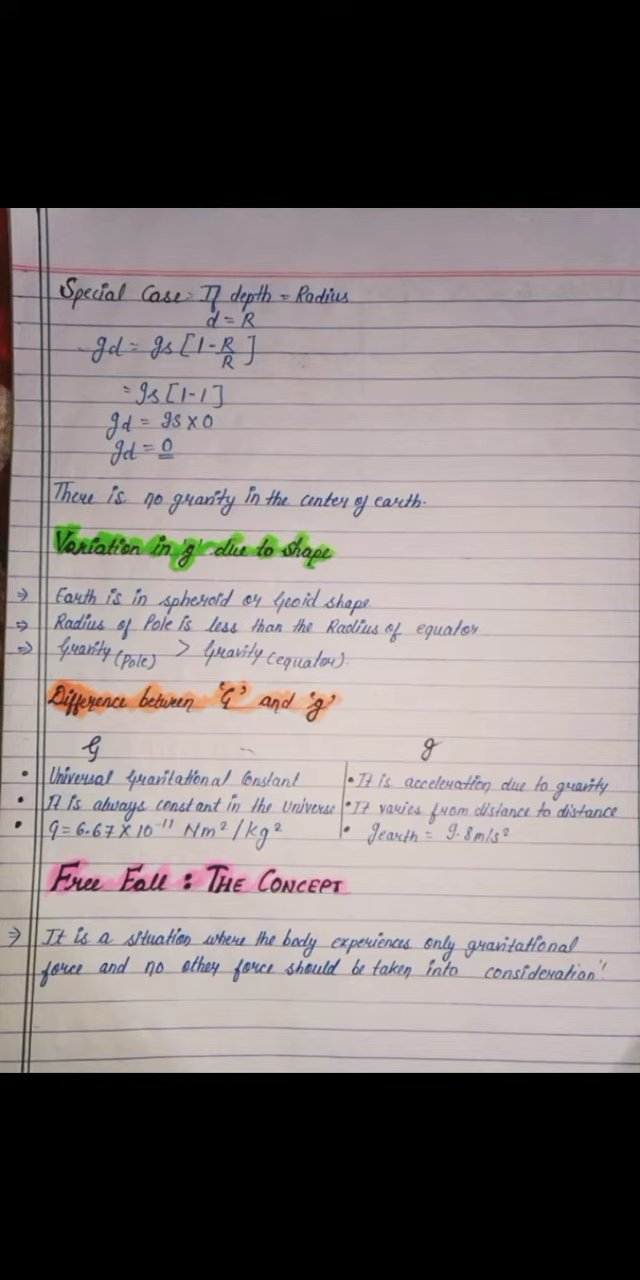 Special Case: If depth = Radius
d = R
gd = gs [1 - R/R]
= gs [1-1]
gd = gs x 0
gd = 0
There is no gravity in the center of earth.
Variation in 'g' due to shape
⇒ Earth is in spheroid or Geoid shape.
⇒ Radius of Pole is less than the Radius of equator
⇒ Gravity (Pole) > Gravity (equator).
Difference between 'G' and 'g'
G g
• Universal Gravitational Constant • It is acceleration due to gravity
• It is always constant in the Universe • It varies from distance to distance
• G = 6.67 x 10⁻¹¹ Nm²/kg² • gearth = 9.8m/s²
Free Fall : THE CONCEPT
⇒ It is a situation where the body experiences only gravitational
force and no other force should be taken into consideration"